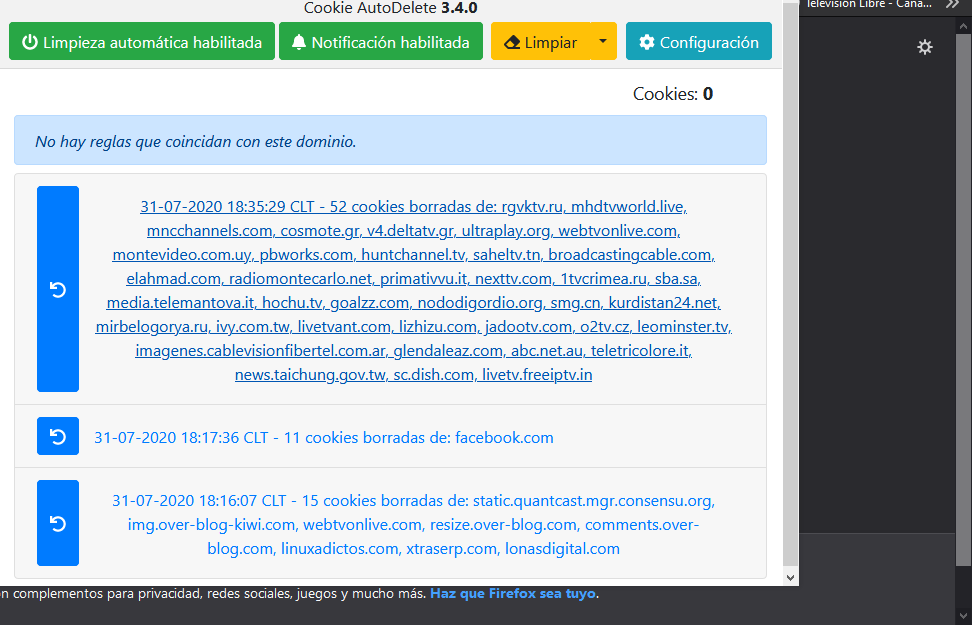 Cookie AutoDelete 3.4.0
Televisión Libre - Cana...
Limpieza automática habilitada
Notificación habilitada
Limpiar
Configuración
Cookies: 0
No hay reglas que coincidan con este dominio.
31-07-2020 18:35:29 CLT - 52 cookies borradas de: rgvktv.ru, mhdtvworld.live,
mncchannels.com, cosmote.gr, v4.deltatv.gr, ultraplay.org, webtvonlive.com,
montevideo.com.uy, pbworks.com, huntchannel.tv, saheltv.tn, broadcastingcable.com,
elahmad.com, radiomontecarlo.net, primativvu.it, nexttv.com, 1tvcrimea.ru, sba.sa,
media.telemantova.it, hochu.tv, goalzz.com, nododigordio.org, smg.cn, kurdistan24.net,
mirbelogorya.ru, ivy.com.tw, livetvant.com, lizhizu.com, jadootv.com, o2tv.cz, leominster.tv,
imagenes.cablevisionfibertel.com.ar, glendaleaz.com, abc.net.au, teletricolore.it,
news.taichung.gov.tw, sc.dish.com, livetv.freeiptv.in
31-07-2020 18:17:36 CLT - 11 cookies borradas de: facebook.com
31-07-2020 18:16:07 CLT - 15 cookies borradas de: static.quantcast.mgr.consensu.org,
img.over-blog-kiwi.com, webtvonlive.com, resize.over-blog.com, comments.over-
blog.com, linuxadictos.com, xtraserp.com, lonasdigital.com
n complementos para privacidad, redes sociales, juegos y mucho más. Haz que Firefox sea tuyo.